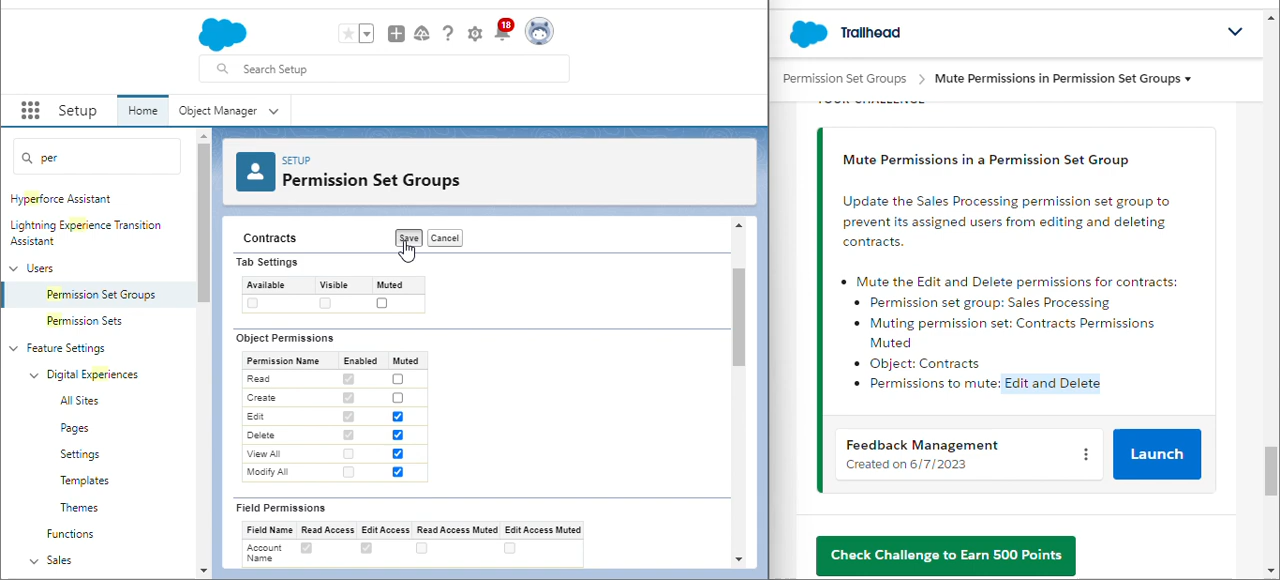 18
Search Setup
Setup
Home
Object Manager
per
Hyperforce Assistant
Lightning Experience Transition
Assistant
Users
Permission Set Groups
Permission Sets
Feature Settings
Digital Experiences
All Sites
Pages
Settings
Templates
Themes
Functions
Sales
SETUP
Permission Set Groups
Contracts
Save
Cancel
Tab Settings
Available Visible Muted
Object Permissions
Permission Name Enabled Muted
Read
Create
Edit
Delete
View All
Modify All
Field Permissions
Field Name Read Access Edit Access Read Access Muted Edit Access Muted
Account
Name
Trailhead
Permission Set Groups > Mute Permissions in Permission Set Groups
YOUR CHALLENGE
Mute Permissions in a Permission Set Group
Update the Sales Processing permission set group to
prevent its assigned users from editing and deleting
contracts.
• Mute the Edit and Delete permissions for contracts:
• Permission set group: Sales Processing
• Muting permission set: Contracts Permissions
Muted
• Object: Contracts
• Permissions to mute: Edit and Delete
Feedback Management
Created on 6/7/2023
Launch
Check Challenge to Earn 500 Points